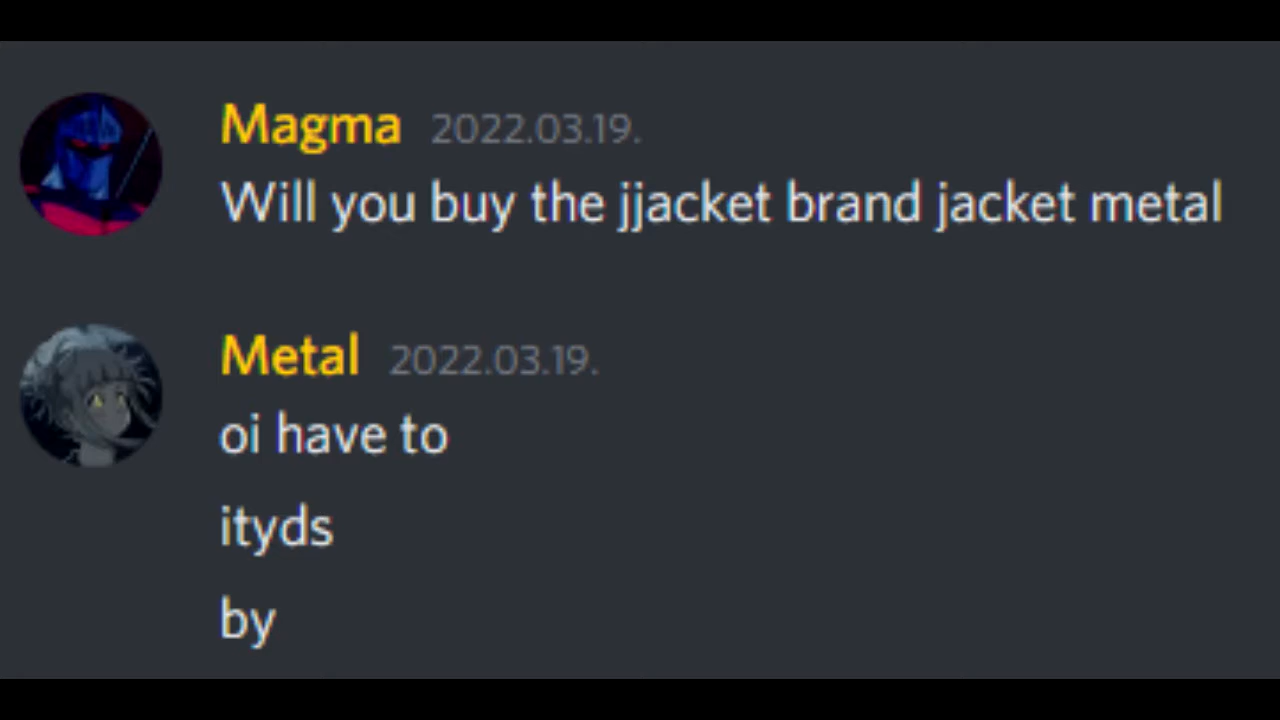 Magma 2022.03.19.
Will you buy the jjacket brand jacket metal
Metal 2022.03.19.
oi have to
ityds
by